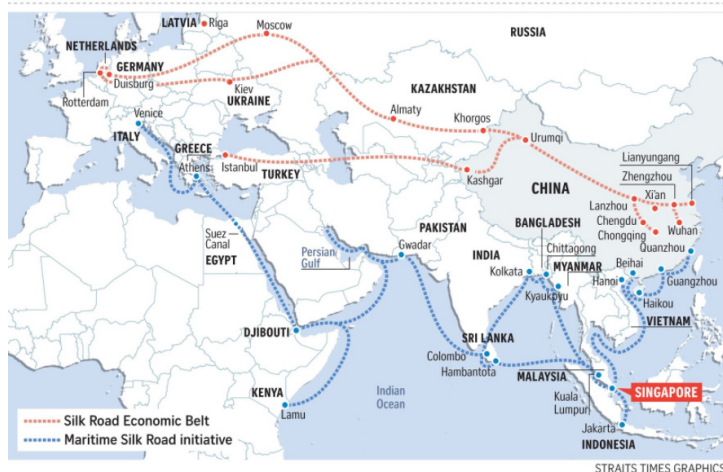 LATVIA
Riga
Moscow
RUSSIA
NETHERLANDS
GERMANY
Duisburg
Rotterdam
Kiev
UKRAINE
KAZAKHSTAN
Almaty
Khorgos
Urumqi
Venice
ITALY
GREECE
Athens
Istanbul
TURKEY
Kashgar
CHINA
Lianyungang
Zhengzhou
Xi'an
Lanzhou
Chengdu
Chongqing
Wuhan
Quanzhou
Suez
Canal
EGYPT
Persian
Gulf
PAKISTAN
Gwadar
INDIA
BANGLADESH
Chittagong
Kolkata
MYANMAR
Kyaukpyu
Beihai
Hanoi
Guangzhou
Haikou
VIETNAM
DJIBOUTI
SRI LANKA
Colombo
Hambantota
KENYA
Lamu
Indian
Ocean
MALAYSIA
Kuala
Lumpur
SINGAPORE
Jakarta
INDONESIA
Silk Road Economic Belt
Maritime Silk Road initiative
STRAITS TIMES GRAPHICS